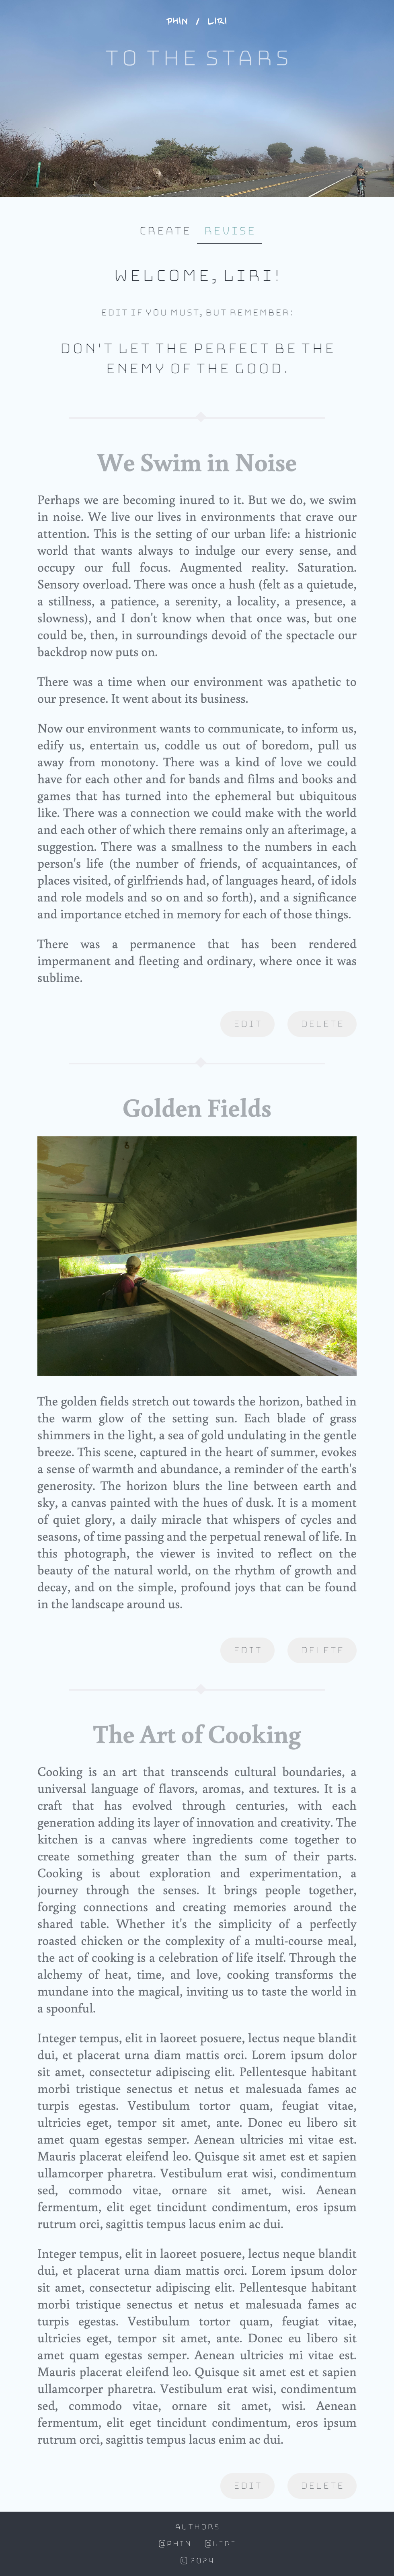 PHIN / LIRI
TO THE STARS
CREATE REVISE
WELCOME, LIRI!
EDIT IF YOU MUST, BUT REMEMBER:
DON'T LET THE PERFECT BE THE
ENEMY OF THE GOOD.
We Swim in Noise
Perhaps we are becoming inured to it. But we do, we swim
in noise. We live our lives in environments that crave our
attention. This is the setting of our urban life: a histrionic
world that wants always to indulge our every sense, and
occupy our full focus. Augmented reality. Saturation.
Sensory overload. There was once a hush (felt as a quietude,
a stillness, a patience, a serenity, a locality, a presence, a
slowness), and I don't know when that once was, but one
could be, then, in surroundings devoid of the spectacle our
backdrop now puts on.
There was a time when our environment was apathetic to
our presence. It went about its business.
Now our environment wants to communicate, to inform us,
edify us, entertain us, coddle us out of boredom, pull us
away from monotony. There was a kind of love we could
have for each other and for bands and films and books and
games that has turned into the ephemeral but ubiquitous
like. There was a connection we could make with the world
and each other of which there remains only an afterimage, a
suggestion. There was a smallness to the numbers in each
person's life (the number of friends, of acquaintances, of
places visited, of girlfriends had, of languages heard, of idols
and role models and so on and so forth), and a significance
and importance etched in memory for each of those things.
There was a permanence that has been rendered
impermanent and fleeting and ordinary, where once it was
sublime.
EDIT DELETE
Golden Fields
The golden fields stretch out towards the horizon, bathed in
the warm glow of the setting sun. Each blade of grass
shimmers in the light, a sea of gold undulating in the gentle
breeze. This scene, captured in the heart of summer, evokes
a sense of warmth and abundance, a reminder of the earth's
generosity. The horizon blurs the line between earth and
sky, a canvas painted with the hues of dusk. It is a moment
of quiet glory, a daily miracle that whispers of cycles and
seasons, of time passing and the perpetual renewal of life. In
this photograph, the viewer is invited to reflect on the
beauty of the natural world, on the rhythm of growth and
decay, and on the simple, profound joys that can be found
in the landscape around us.
EDIT DELETE
The Art of Cooking
Cooking is an art that transcends cultural boundaries, a
universal language of flavors, aromas, and textures. It is a
craft that has evolved through centuries, with each
generation adding its layer of innovation and creativity. The
kitchen is a canvas where ingredients come together to
create something greater than the sum of their parts.
Cooking is about exploration and experimentation, a
journey through the senses. It brings people together,
forging connections and creating memories around the
shared table. Whether it's the simplicity of a perfectly
roasted chicken or the complexity of a multi-course meal,
the act of cooking is a celebration of life itself. Through the
alchemy of heat, time, and love, cooking transforms the
mundane into the magical, inviting us to taste the world in
a spoonful.
Integer tempus, elit in laoreet posuere, lectus neque blandit
dui, et placerat urna diam mattis orci. Lorem ipsum dolor
sit amet, consectetur adipiscing elit. Pellentesque habitant
morbi tristique senectus et netus et malesuada fames ac
turpis egestas. Vestibulum tortor quam, feugiat vitae,
ultricies eget, tempor sit amet, ante. Donec eu libero sit
amet quam egestas semper. Aenean ultricies mi vitae est.
Mauris placerat eleifend leo. Quisque sit amet est et sapien
ullamcorper pharetra. Vestibulum erat wisi, condimentum
sed, commodo vitae, ornare sit amet, wisi. Aenean
fermentum, elit eget tincidunt condimentum, eros ipsum
rutrum orci, sagittis tempus lacus enim ac dui.
Integer tempus, elit in laoreet posuere, lectus neque blandit
dui, et placerat urna diam mattis orci. Lorem ipsum dolor
sit amet, consectetur adipiscing elit. Pellentesque habitant
morbi tristique senectus et netus et malesuada fames ac
turpis egestas. Vestibulum tortor quam, feugiat vitae,
ultricies eget, tempor sit amet, ante. Donec eu libero sit
amet quam egestas semper. Aenean ultricies mi vitae est.
Mauris placerat eleifend leo. Quisque sit amet est et sapien
ullamcorper pharetra. Vestibulum erat wisi, condimentum
sed, commodo vitae, ornare sit amet, wisi. Aenean
fermentum, elit eget tincidunt condimentum, eros ipsum
rutrum orci, sagittis tempus lacus enim ac dui.
EDIT DELETE
AUTHORS
@PHIN @LIRI
© 2024